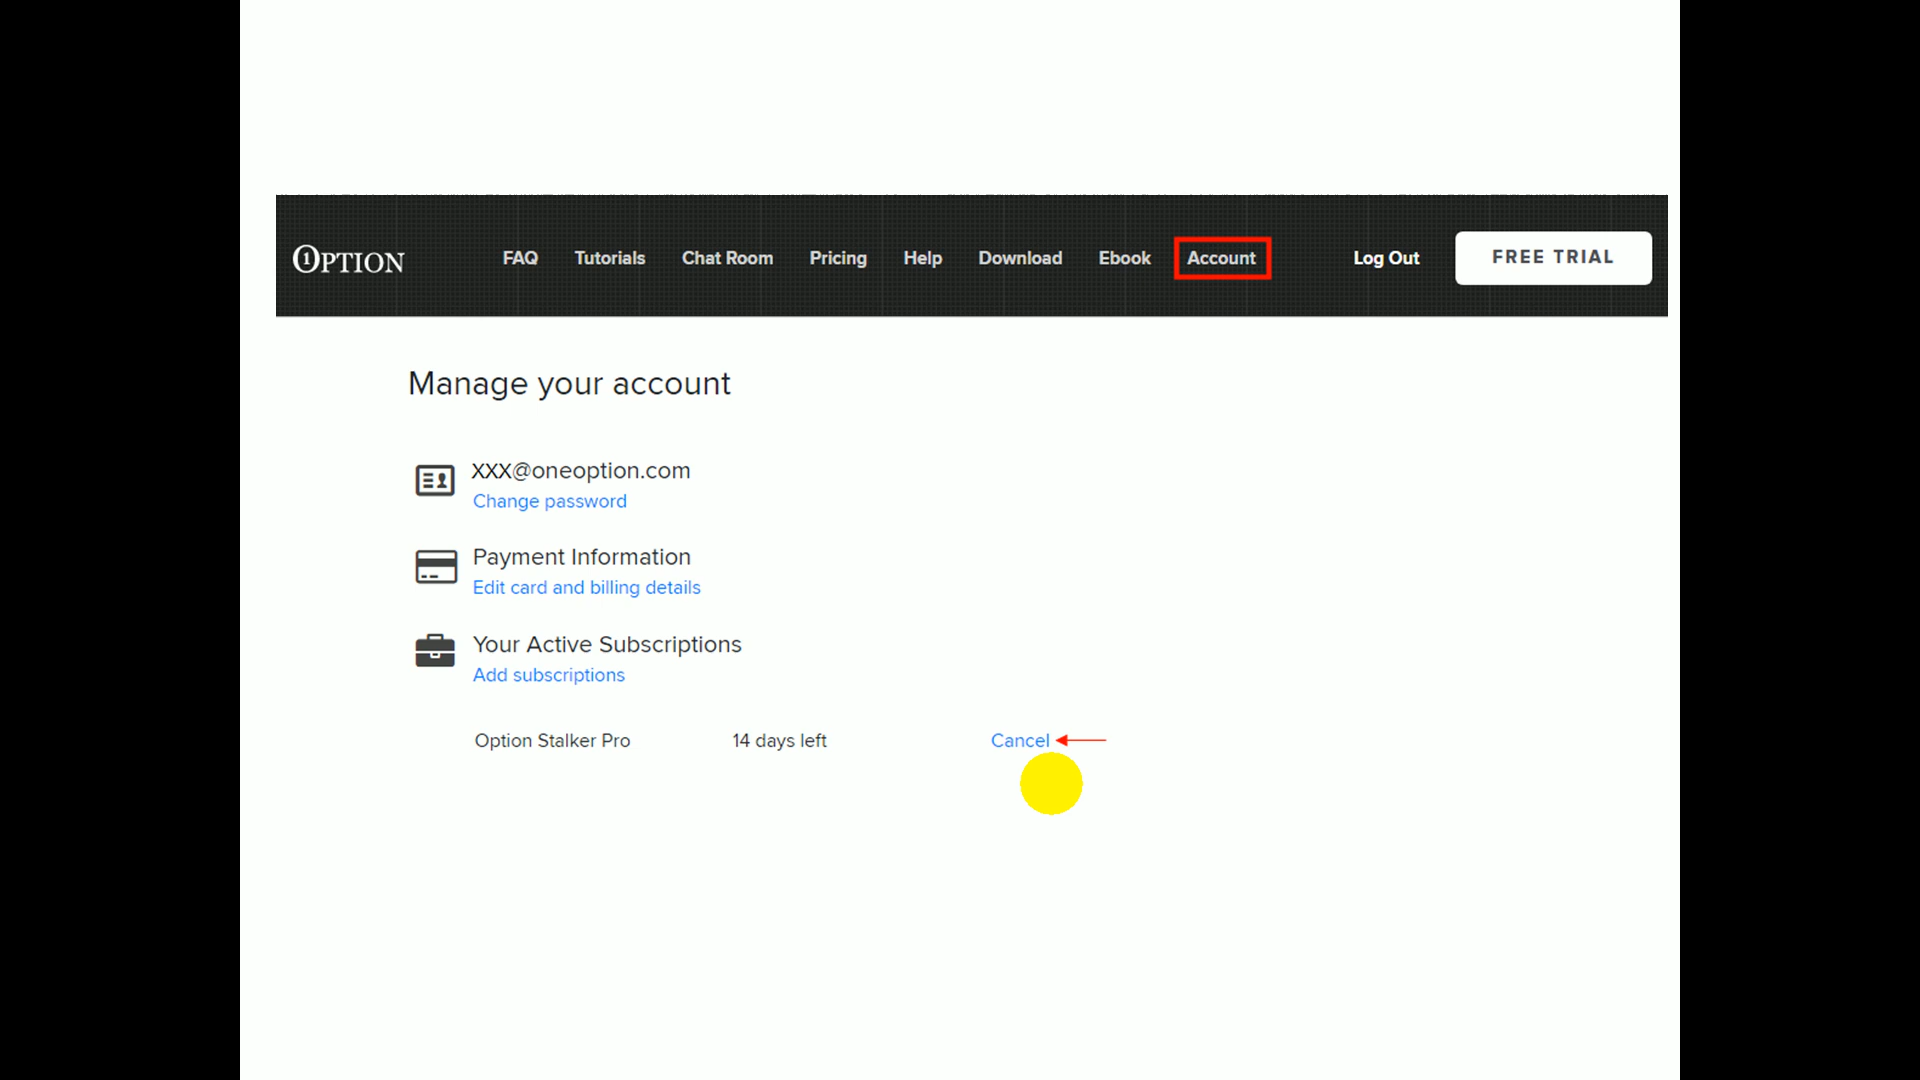 1OPTION
FAQ Tutorials Chat Room Pricing Help Download Ebook Account Log Out FREE TRIAL
Manage your account
XXX@oneoption.com
Change password
Payment Information
Edit card and billing details
Your Active Subscriptions
Add subscriptions
Option Stalker Pro 14 days left Cancel